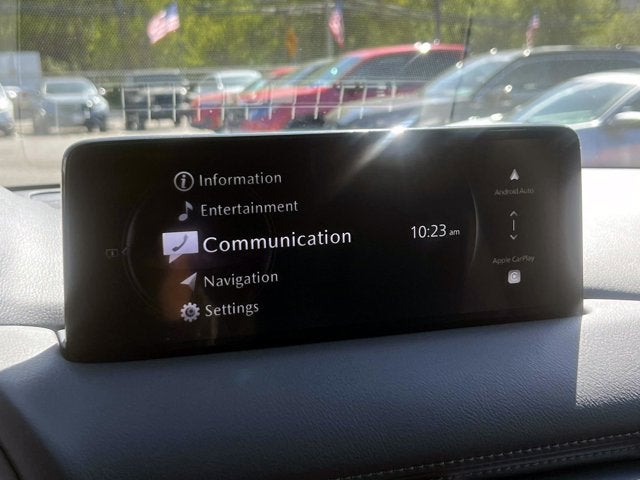 Information
Entertainment
Communication
10:23 am
Navigation
Settings
Android Auto
Apple CarPlay